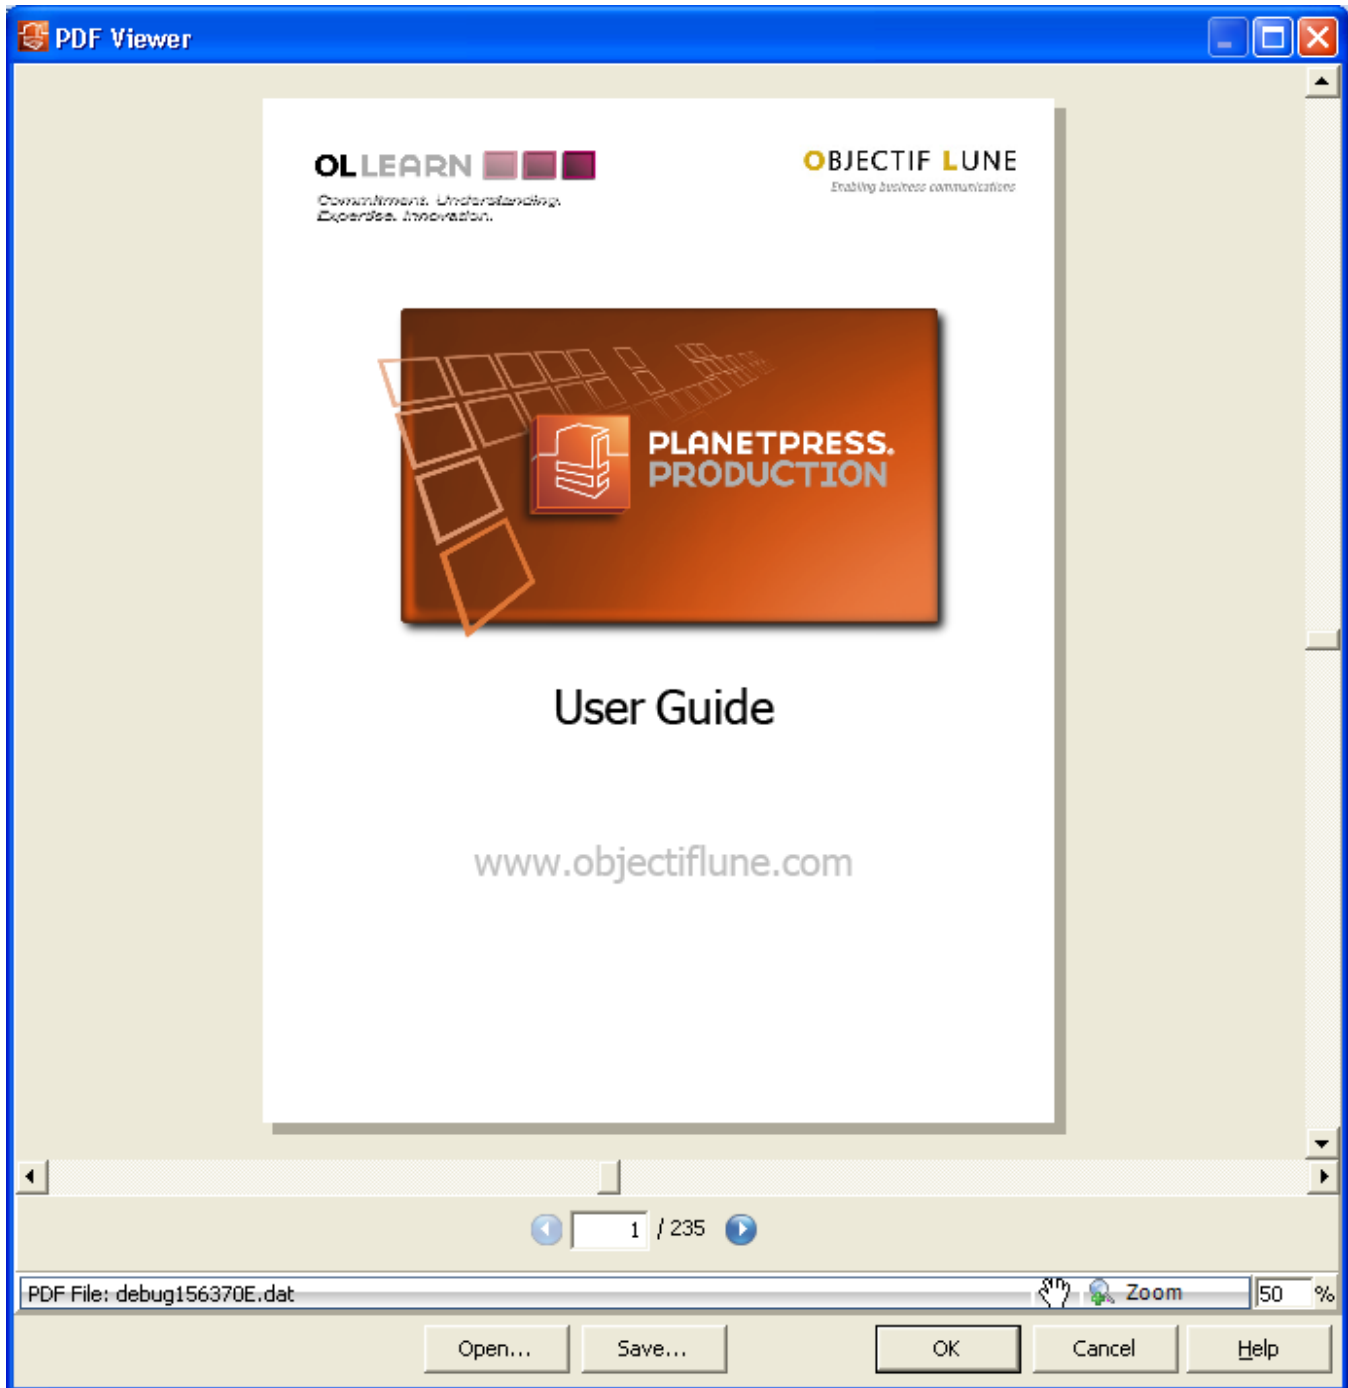 PDF Viewer
OL LEARN
OBJECTIF LUNE
Enabling business communications
Commitment. Understanding.
Expertise. Innovation.
PLANETPRESS.
PRODUCTION
User Guide
www.objectiflune.com
1 / 235
PDF File: debug156370E.dat Zoom 50 %
Open... Save... OK Cancel Help